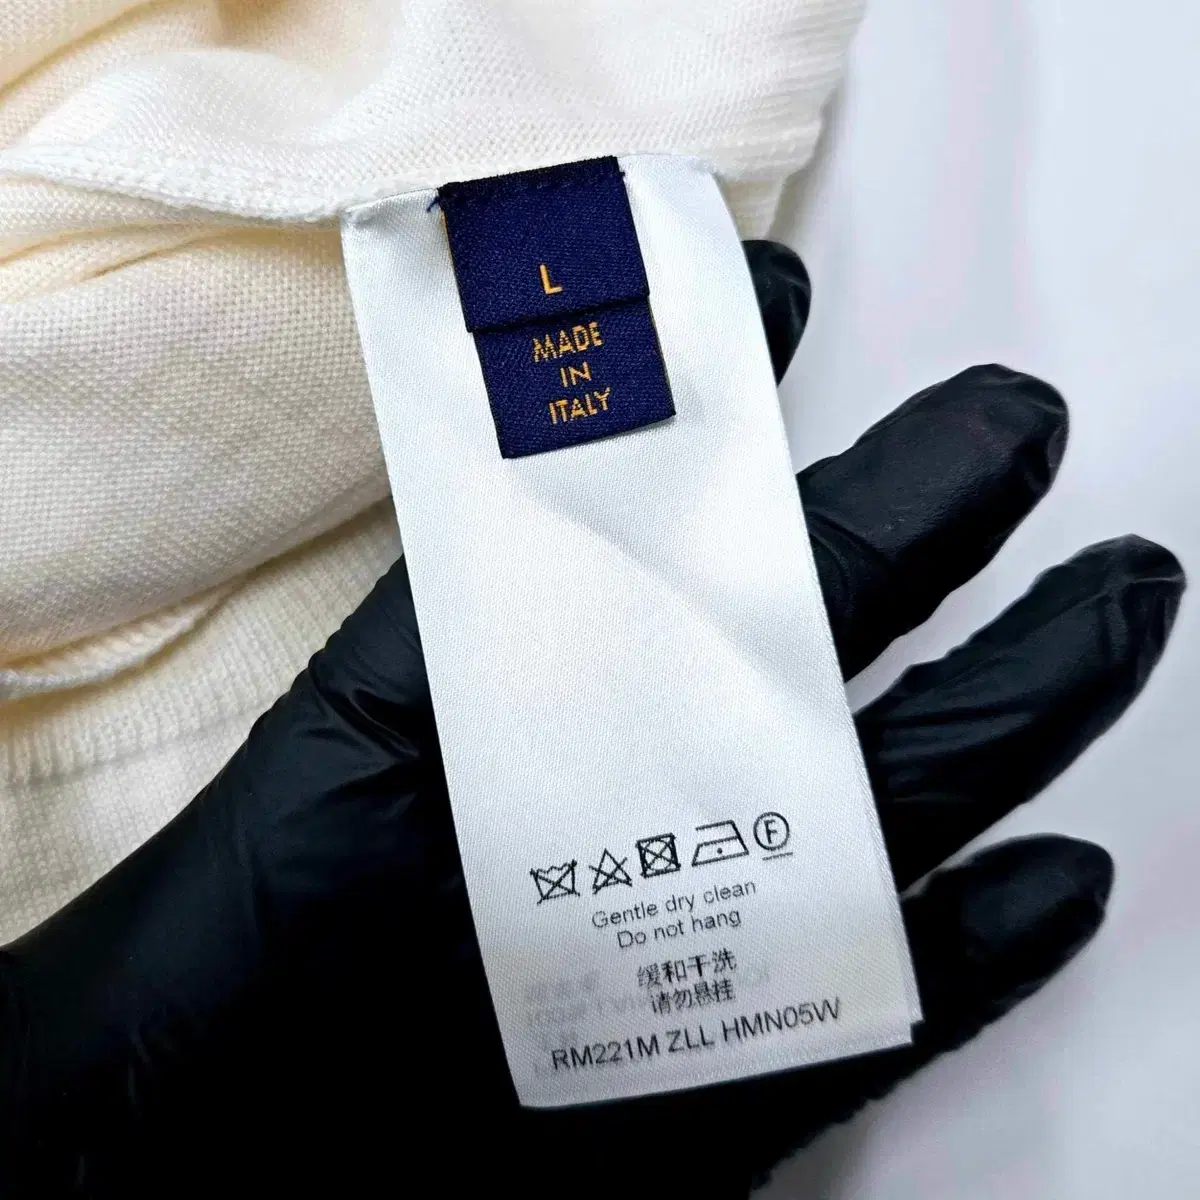 L
MADE
IN
ITALY
F
Gentle dry clean
Do not hang
缓和干洗
请勿悬挂
RM221M ZLL HMN05W